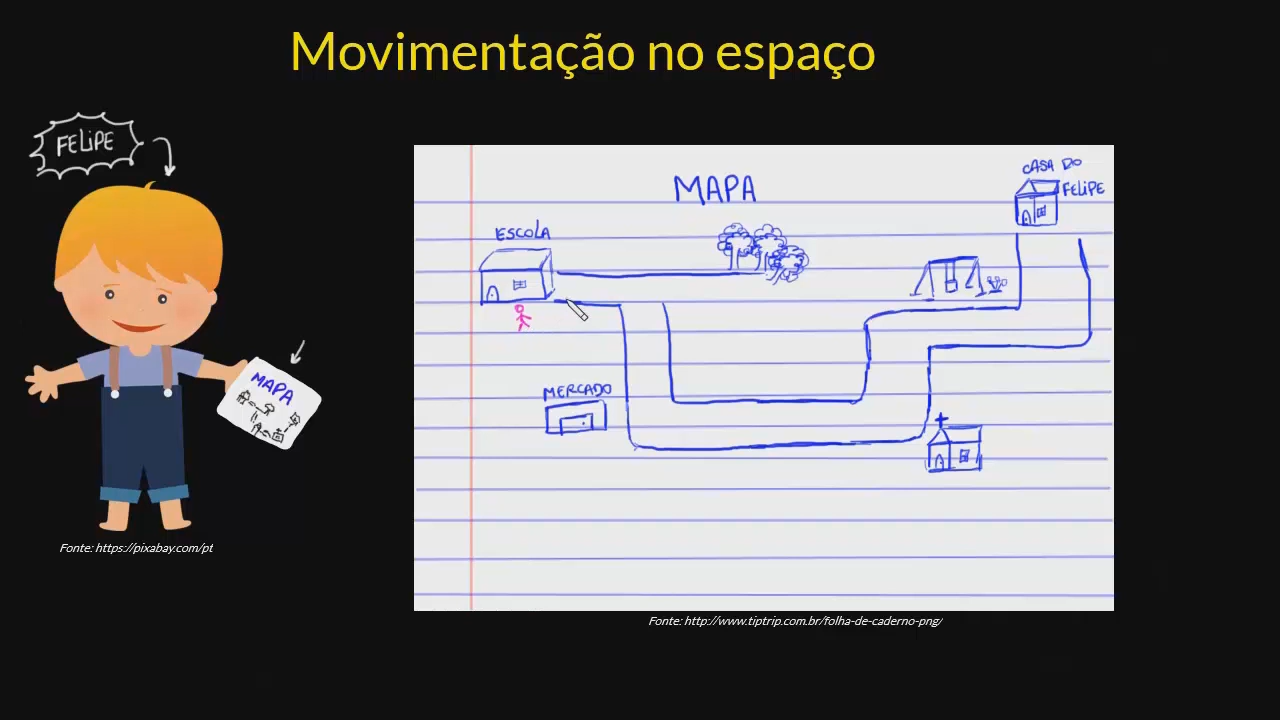 Movimentação no espaço
FELIPE
MAPA
CASA DO
FELIPE
ESCOLA
MERCADO
MAPA
Fonte: https://pixabay.com/pt
Fonte: http://www.tiptrip.com.br/folha-de-caderno-png/